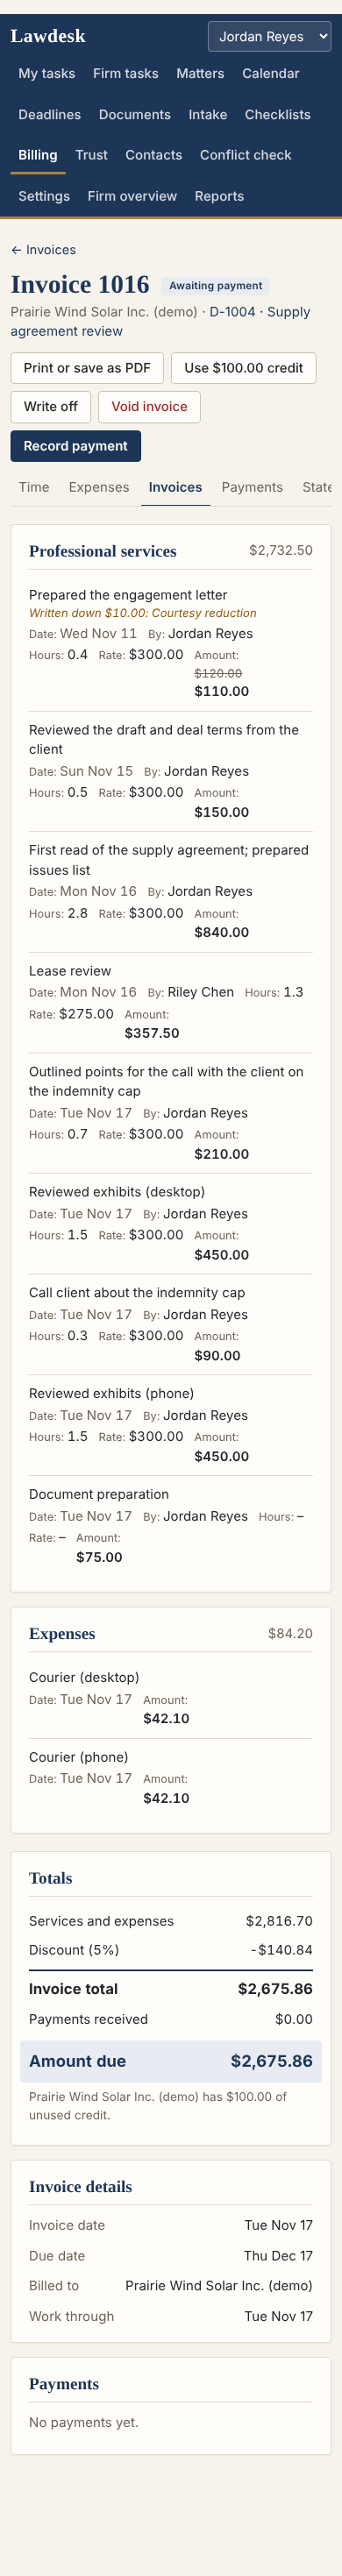 Lawdesk
Jordan Reyes
My tasks Firm tasks Matters Calendar
Deadlines Documents Intake Checklists
Billing Trust Contacts Conflict check
Settings Firm overview Reports
← Invoices
Invoice 1016 Awaiting payment
Prairie Wind Solar Inc. (demo) · D-1004 · Supply
agreement review
Print or save as PDF Use $100.00 credit
Write off Void invoice
Record payment
Time Expenses Invoices Payments State
Professional services $2,732.50
Prepared the engagement letter
Written down $10.00: Courtesy reduction
Date: Wed Nov 11 By: Jordan Reyes
Hours: 0.4 Rate: $300.00 Amount:
$120.00
$110.00
Reviewed the draft and deal terms from the
client
Date: Sun Nov 15 By: Jordan Reyes
Hours: 0.5 Rate: $300.00 Amount:
$150.00
First read of the supply agreement; prepared
issues list
Date: Mon Nov 16 By: Jordan Reyes
Hours: 2.8 Rate: $300.00 Amount:
$840.00
Lease review
Date: Mon Nov 16 By: Riley Chen Hours: 1.3
Rate: $275.00 Amount:
$357.50
Outlined points for the call with the client on
the indemnity cap
Date: Tue Nov 17 By: Jordan Reyes
Hours: 0.7 Rate: $300.00 Amount:
$210.00
Reviewed exhibits (desktop)
Date: Tue Nov 17 By: Jordan Reyes
Hours: 1.5 Rate: $300.00 Amount:
$450.00
Call client about the indemnity cap
Date: Tue Nov 17 By: Jordan Reyes
Hours: 0.3 Rate: $300.00 Amount:
$90.00
Reviewed exhibits (phone)
Date: Tue Nov 17 By: Jordan Reyes
Hours: 1.5 Rate: $300.00 Amount:
$450.00
Document preparation
Date: Tue Nov 17 By: Jordan Reyes Hours: –
Rate: – Amount:
$75.00
Expenses $84.20
Courier (desktop)
Date: Tue Nov 17 Amount:
$42.10
Courier (phone)
Date: Tue Nov 17 Amount:
$42.10
Totals
Services and expenses $2,816.70
Discount (5%) -$140.84
Invoice total $2,675.86
Payments received $0.00
Amount due $2,675.86
Prairie Wind Solar Inc. (demo) has $100.00 of
unused credit.
Invoice details
Invoice date Tue Nov 17
Due date Thu Dec 17
Billed to Prairie Wind Solar Inc. (demo)
Work through Tue Nov 17
Payments
No payments yet.